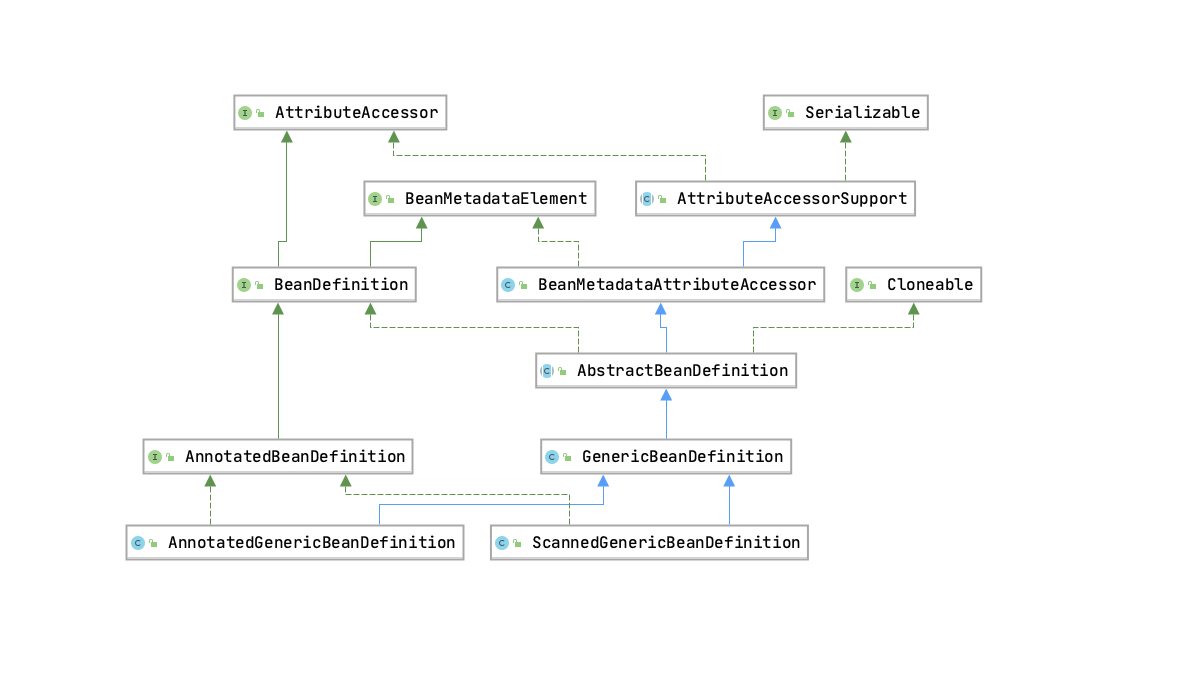 AttributeAccessor
Serializable
BeanMetadataElement
AttributeAccessorSupport
BeanDefinition
BeanMetadataAttributeAccessor
Cloneable
AbstractBeanDefinition
AnnotatedBeanDefinition
GenericBeanDefinition
AnnotatedGenericBeanDefinition
ScannedGenericBeanDefinition